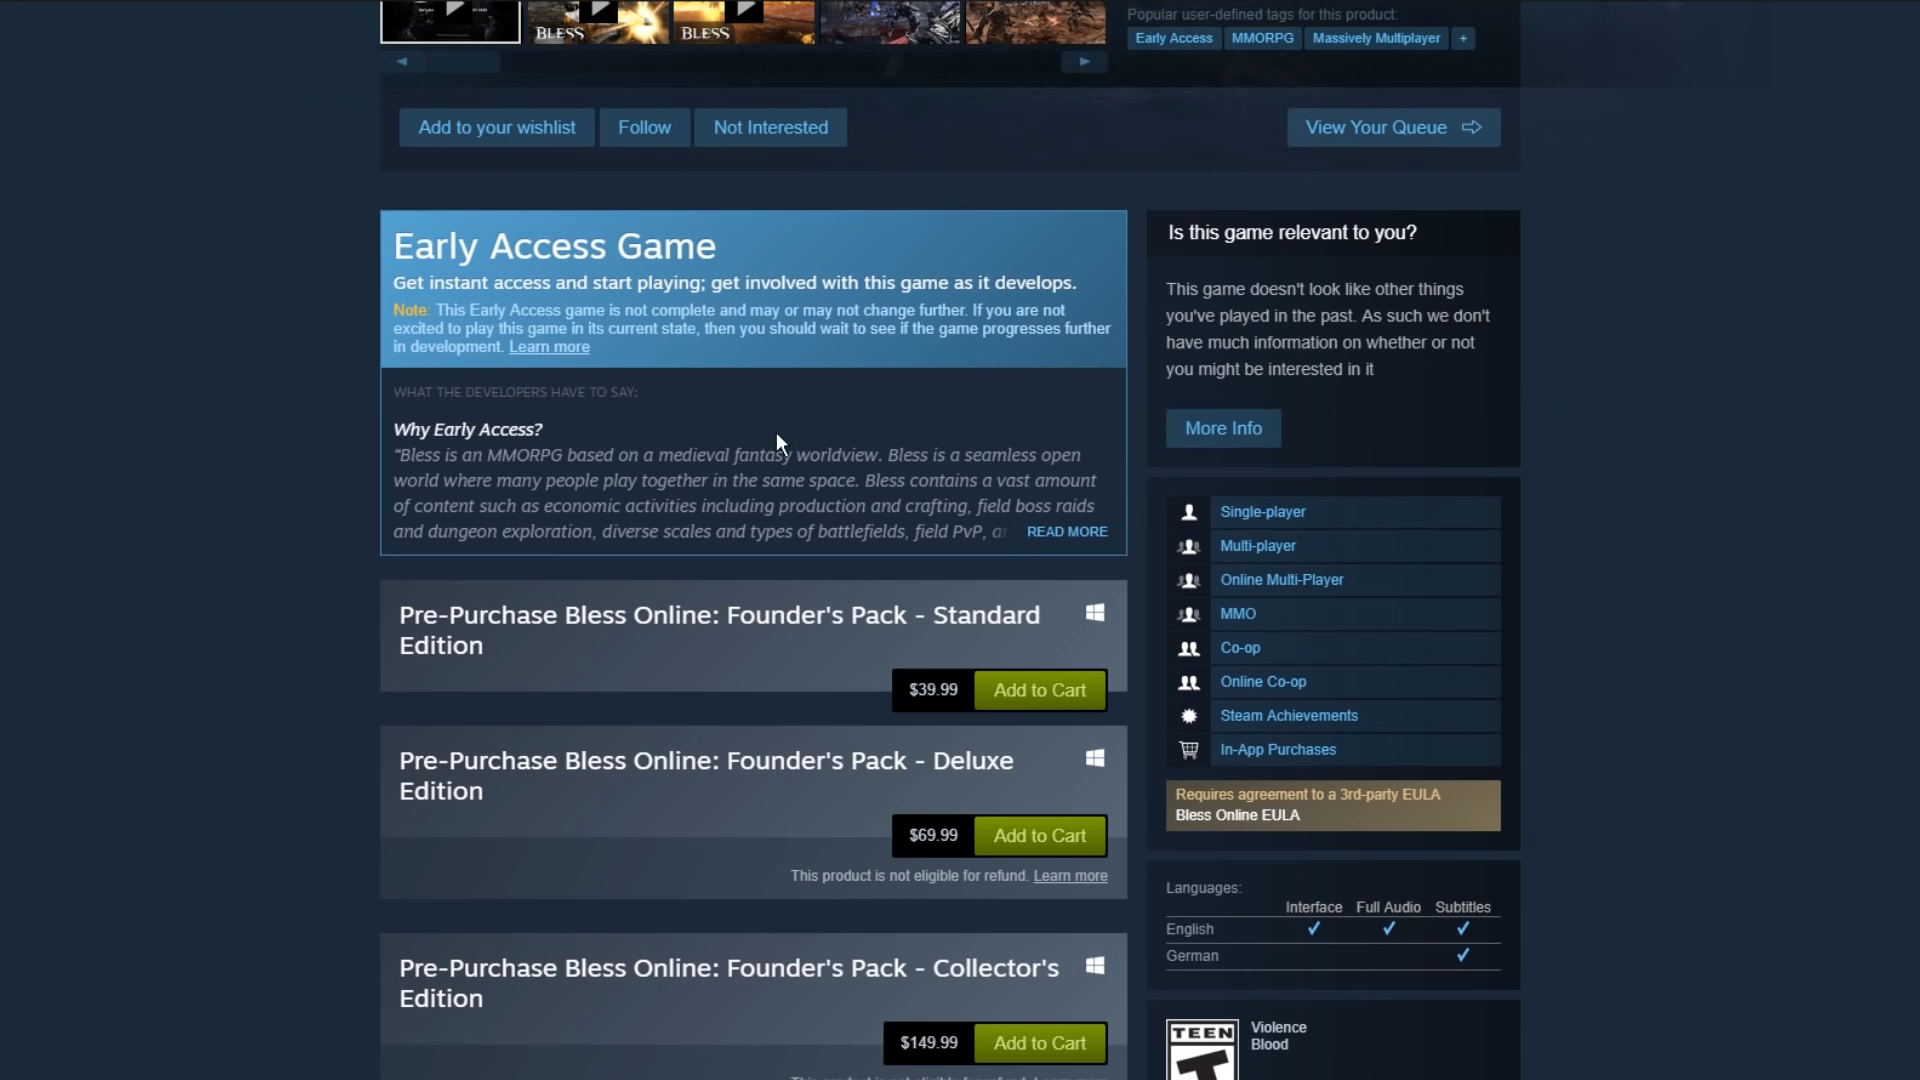 BLESS
BLESS
Popular user-defined tags for this product:
Early Access
MMORPG
Massively Multiplayer
+
Add to your wishlist
Follow
Not Interested
View Your Queue
Early Access Game
Get instant access and start playing; get involved with this game as it develops.
Note: This Early Access game is not complete and may or may not change further. If you are not
excited to play this game in its current state, then you should wait to see if the game progresses further
in development. Learn more
WHAT THE DEVELOPERS HAVE TO SAY:
Why Early Access?
“Bless is an MMORPG based on a medieval fantasy worldview. Bless is a seamless open
world where many people play together in the same space. Bless contains a vast amount
of content such as economic activities including production and crafting, field boss raids
and dungeon exploration, diverse scales and types of battlefields, field PvP,
READ MORE
Pre-Purchase Bless Online: Founder's Pack - Standard
Edition
$39.99
Add to Cart
Pre-Purchase Bless Online: Founder's Pack - Deluxe
Edition
$69.99
Add to Cart
This product is not eligible for refund. Learn more
Pre-Purchase Bless Online: Founder's Pack - Collector's
Edition
$149.99
Add to Cart
Is this game relevant to you?
This game doesn't look like other things
you've played in the past. As such we don't
have much information on whether or not
you might be interested in it
More Info
Single-player
Multi-player
Online Multi-Player
MMO
Co-op
Online Co-op
Steam Achievements
In-App Purchases
Requires agreement to a 3rd-party EULA
Bless Online EULA
Languages:
Interface Full Audio Subtitles
English ✓ ✓ ✓
German ✓
TEEN
T
Violence
Blood